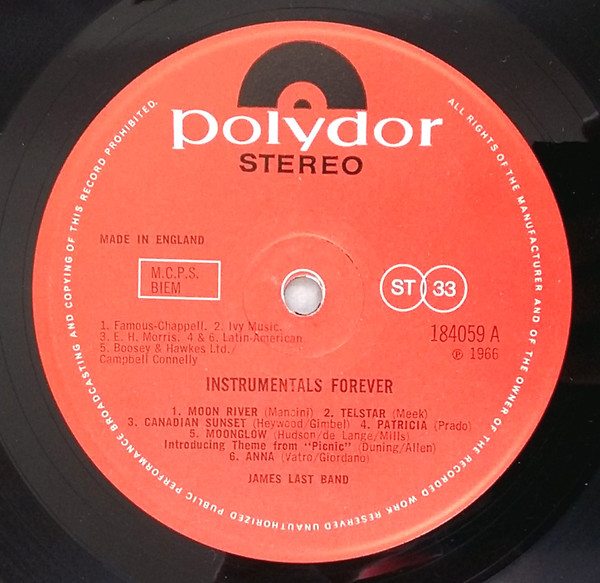 polydor
STEREO
ALL RIGHTS OF THE MANUFACTURER AND OF THE OWNER OF THE RECORDED WORK RESERVED UNAUTHORIZED PUBLIC PERFORMANCE BROADCASTING AND COPYING OF THIS RECORD PROHIBITED.
MADE IN ENGLAND
M.C.P.S.
BIEM
ST 33
1. Famous-Chappell. 2. Ivy Music.
3. E. H. Morris. 4 & 6. Latin-American
5. Boosey & Hawkes Ltd./
Campbell Connelly
184059 A
℗ 1966
INSTRUMENTALS FOREVER
1. MOON RIVER (Mancini) 2. TELSTAR (Meek)
3. CANADIAN SUNSET (Heywood/Gimbel) 4. PATRICIA (Prado)
5. MOONGLOW (Hudson/de Lange/Mills)
Introducing Theme from "Picnic" (Duning/Allen)
6. ANNA (Vatro/Giordano)
JAMES LAST BAND